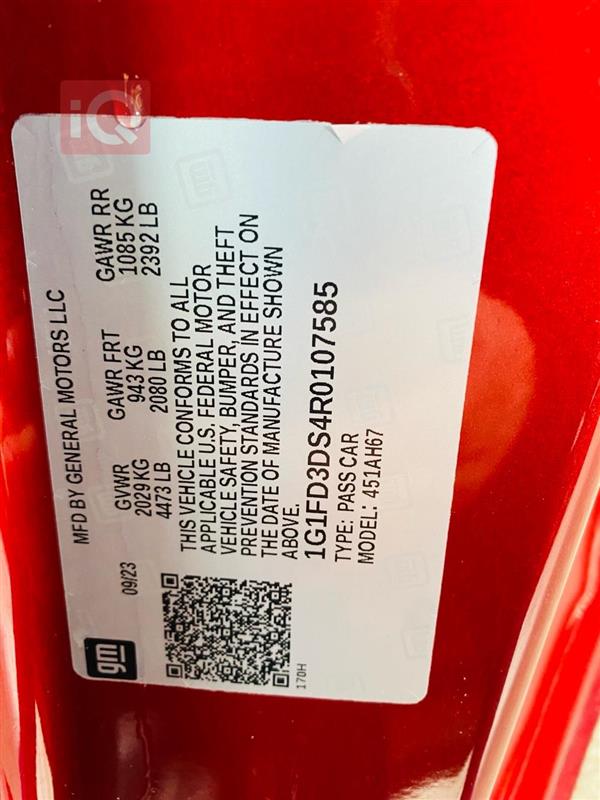 iQ
gm
MFD BY GENERAL MOTORS LLC
09/23
GVWR GAWR FRT GAWR RR
2029 KG 943 KG 1085 KG
4473 LB 2080 LB 2392 LB
THIS VEHICLE CONFORMS TO ALL
APPLICABLE U.S. FEDERAL MOTOR
VEHICLE SAFETY, BUMPER, AND THEFT
PREVENTION STANDARDS IN EFFECT ON
THE DATE OF MANUFACTURE SHOWN
ABOVE.
1G1FD3DS4R0107585
TYPE: PASS CAR
MODEL: 451AH67
170H